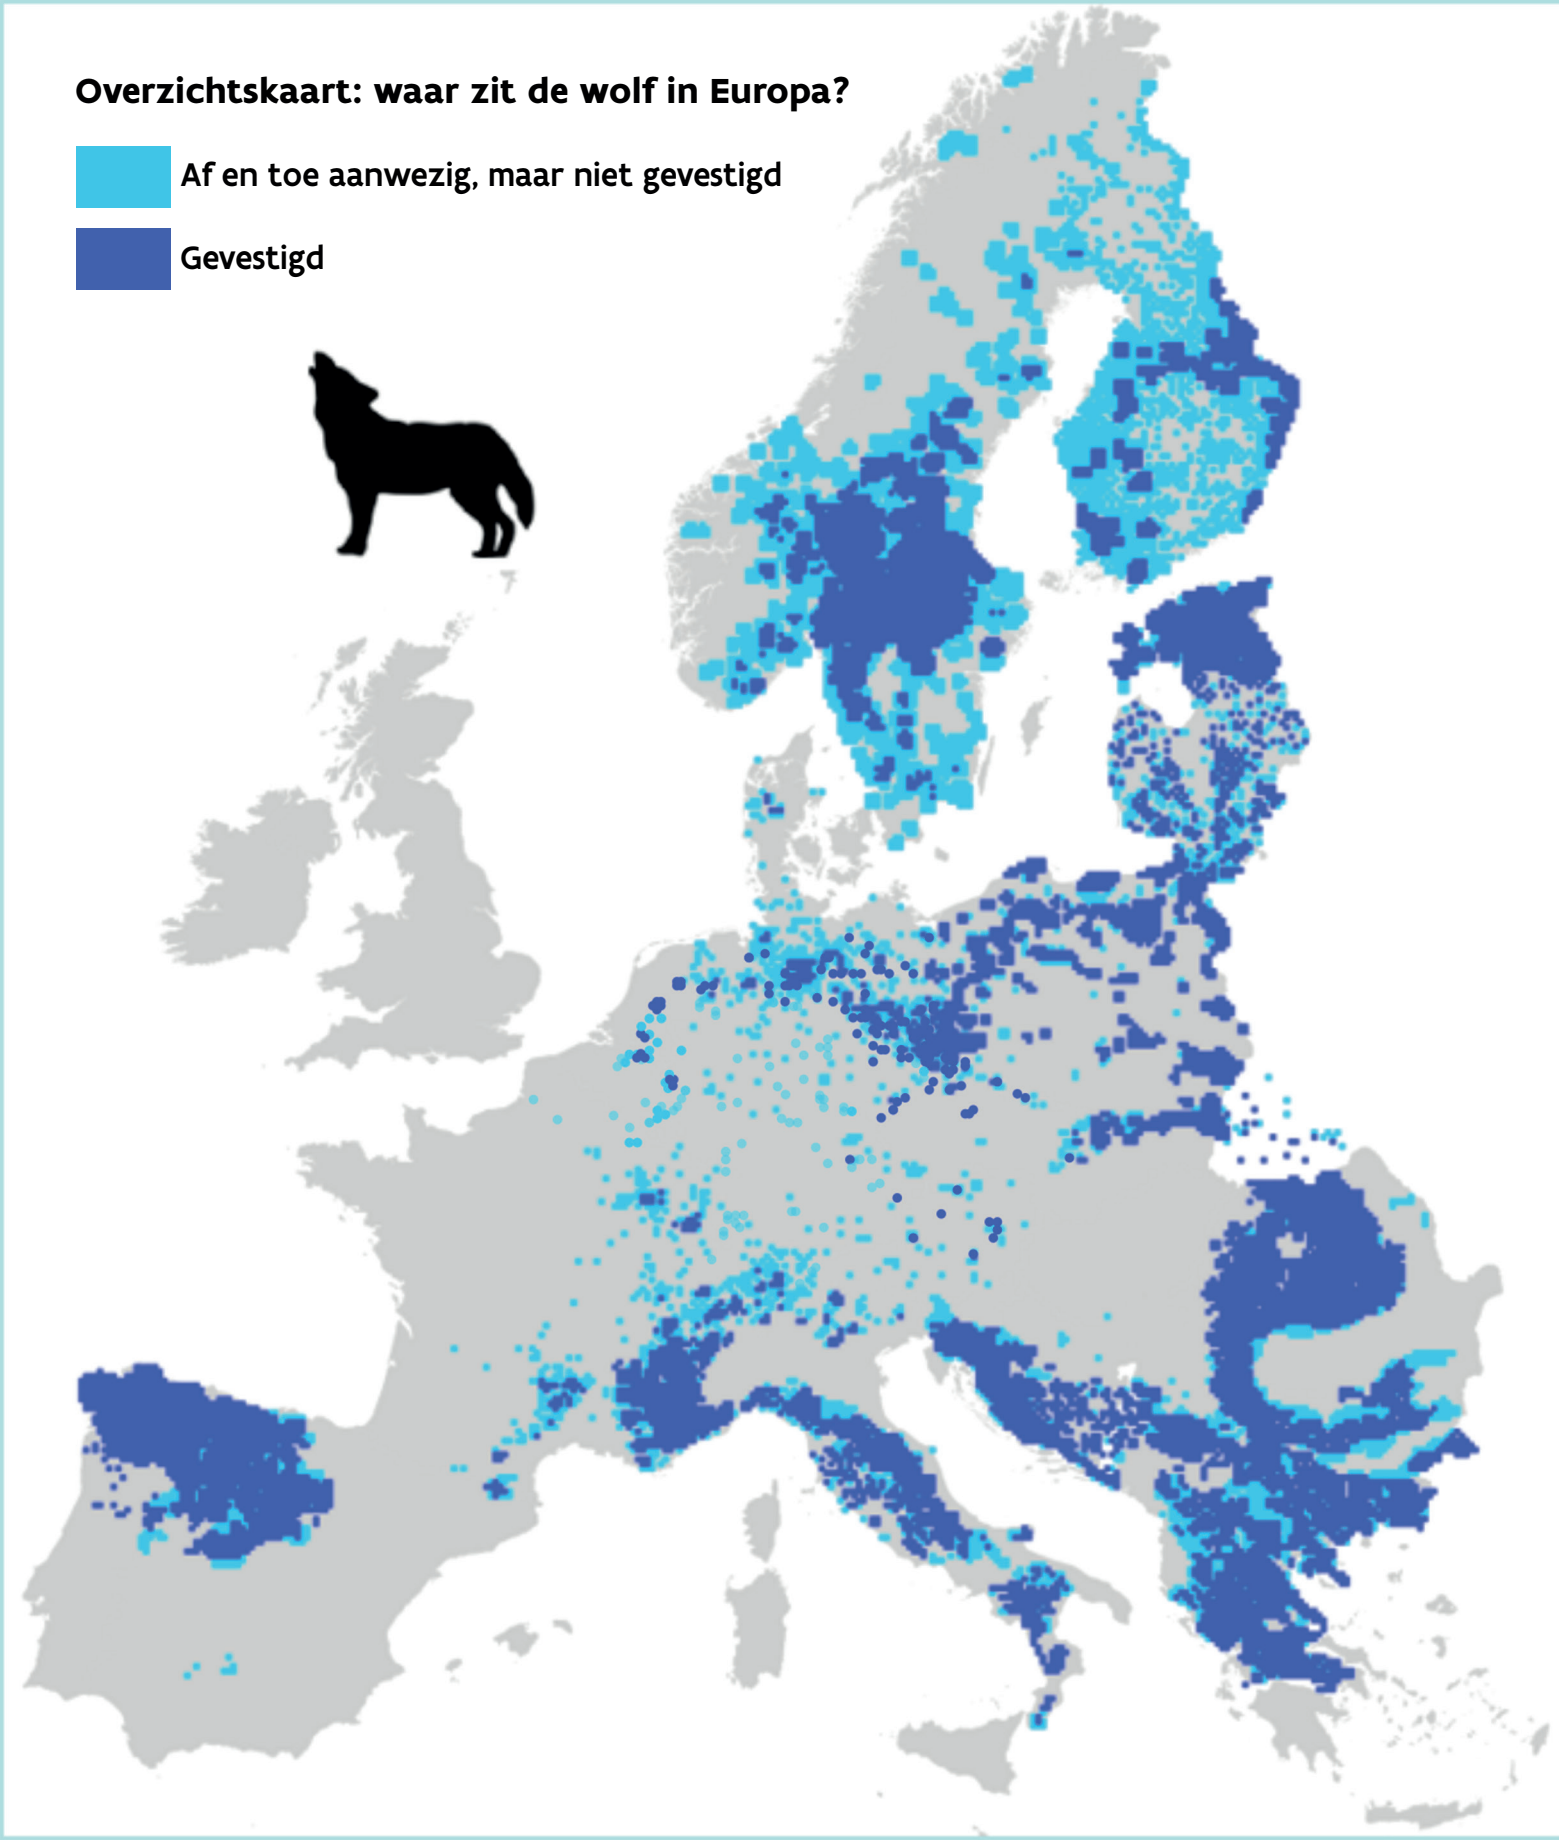 Overzichtskaart: waar zit de wolf in Europa?
Af en toe aanwezig, maar niet gevestigd
Gevestigd